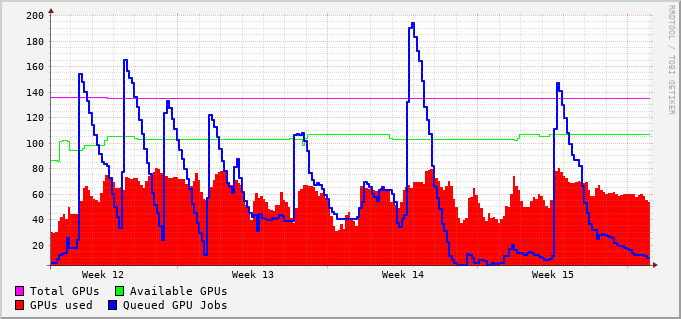 200
180
160
140
120
100
80
60
40
20
Week 12 Week 13 Week 14 Week 15
Total GPUs Available GPUs
GPUs used Queued GPU Jobs
RRDTOOL / TOBI OETIKER